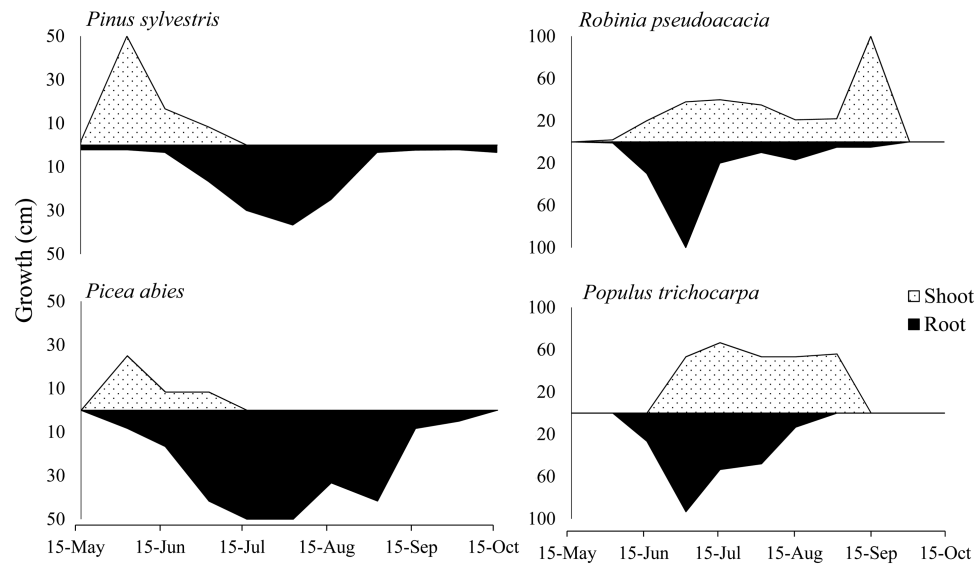 Pinus sylvestris
50
30
10
10
30
50
Robinia pseudoacacia
100
60
20
20
60
100
Growth (cm)
Picea abies
50
30
10
10
30
50
15-May 15-Jun 15-Jul 15-Aug 15-Sep 15-Oct
Populus trichocarpa
100
60
20
20
60
100
15-May 15-Jun 15-Jul 15-Aug 15-Sep 15-Oct
Shoot
Root